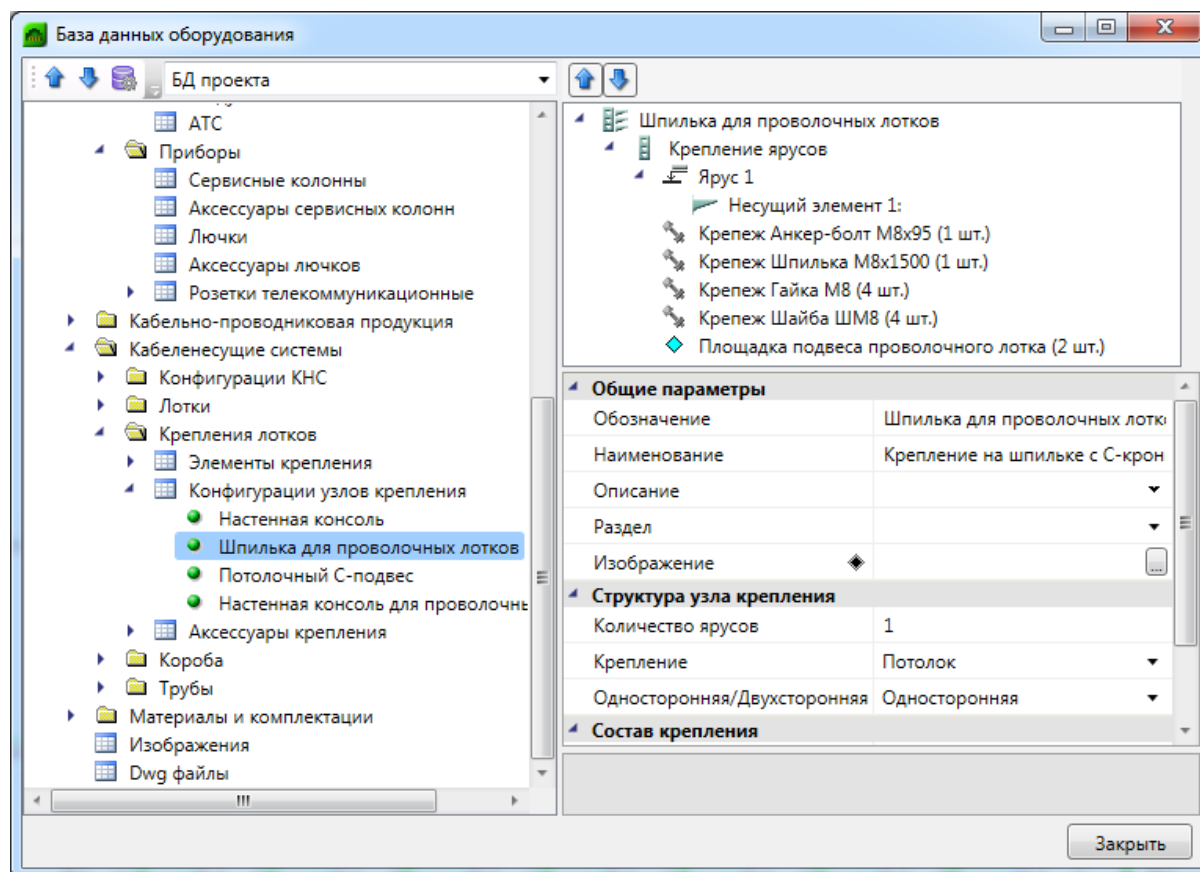 База данных оборудования
БД проекта
АТС
Приборы
Сервисные колонны
Аксессуары сервисных колонн
Лючки
Аксессуары лючков
Розетки телекоммуникационные
Кабельно-проводниковая продукция
Кабеленесущие системы
Конфигурации КНС
Лотки
Крепления лотков
Элементы крепления
Конфигурации узлов крепления
Настенная консоль
Шпилька для проволочных лотков
Потолочный С-подвес
Настенная консоль для проволочнь
Аксессуары крепления
Короба
Трубы
Материалы и комплектации
Изображения
Dwg файлы
Шпилька для проволочных лотков
Крепление ярусов
Ярус 1
Несущий элемент 1:
Крепеж Анкер-болт М8х95 (1 шт.)
Крепеж Шпилька М8х1500 (1 шт.)
Крепеж Гайка М8 (4 шт.)
Крепеж Шайба ШМ8 (4 шт.)
Площадка подвеса проволочного лотка (2 шт.)
Общие параметры
Обозначение Шпилька для проволочных лотк
Наименование Крепление на шпильке с С-крон
Описание
Раздел
Изображение ...
Структура узла крепления
Количество ярусов 1
Крепление Потолок
Односторонняя/Двухсторонняя Односторонняя
Состав крепления
Закрыть